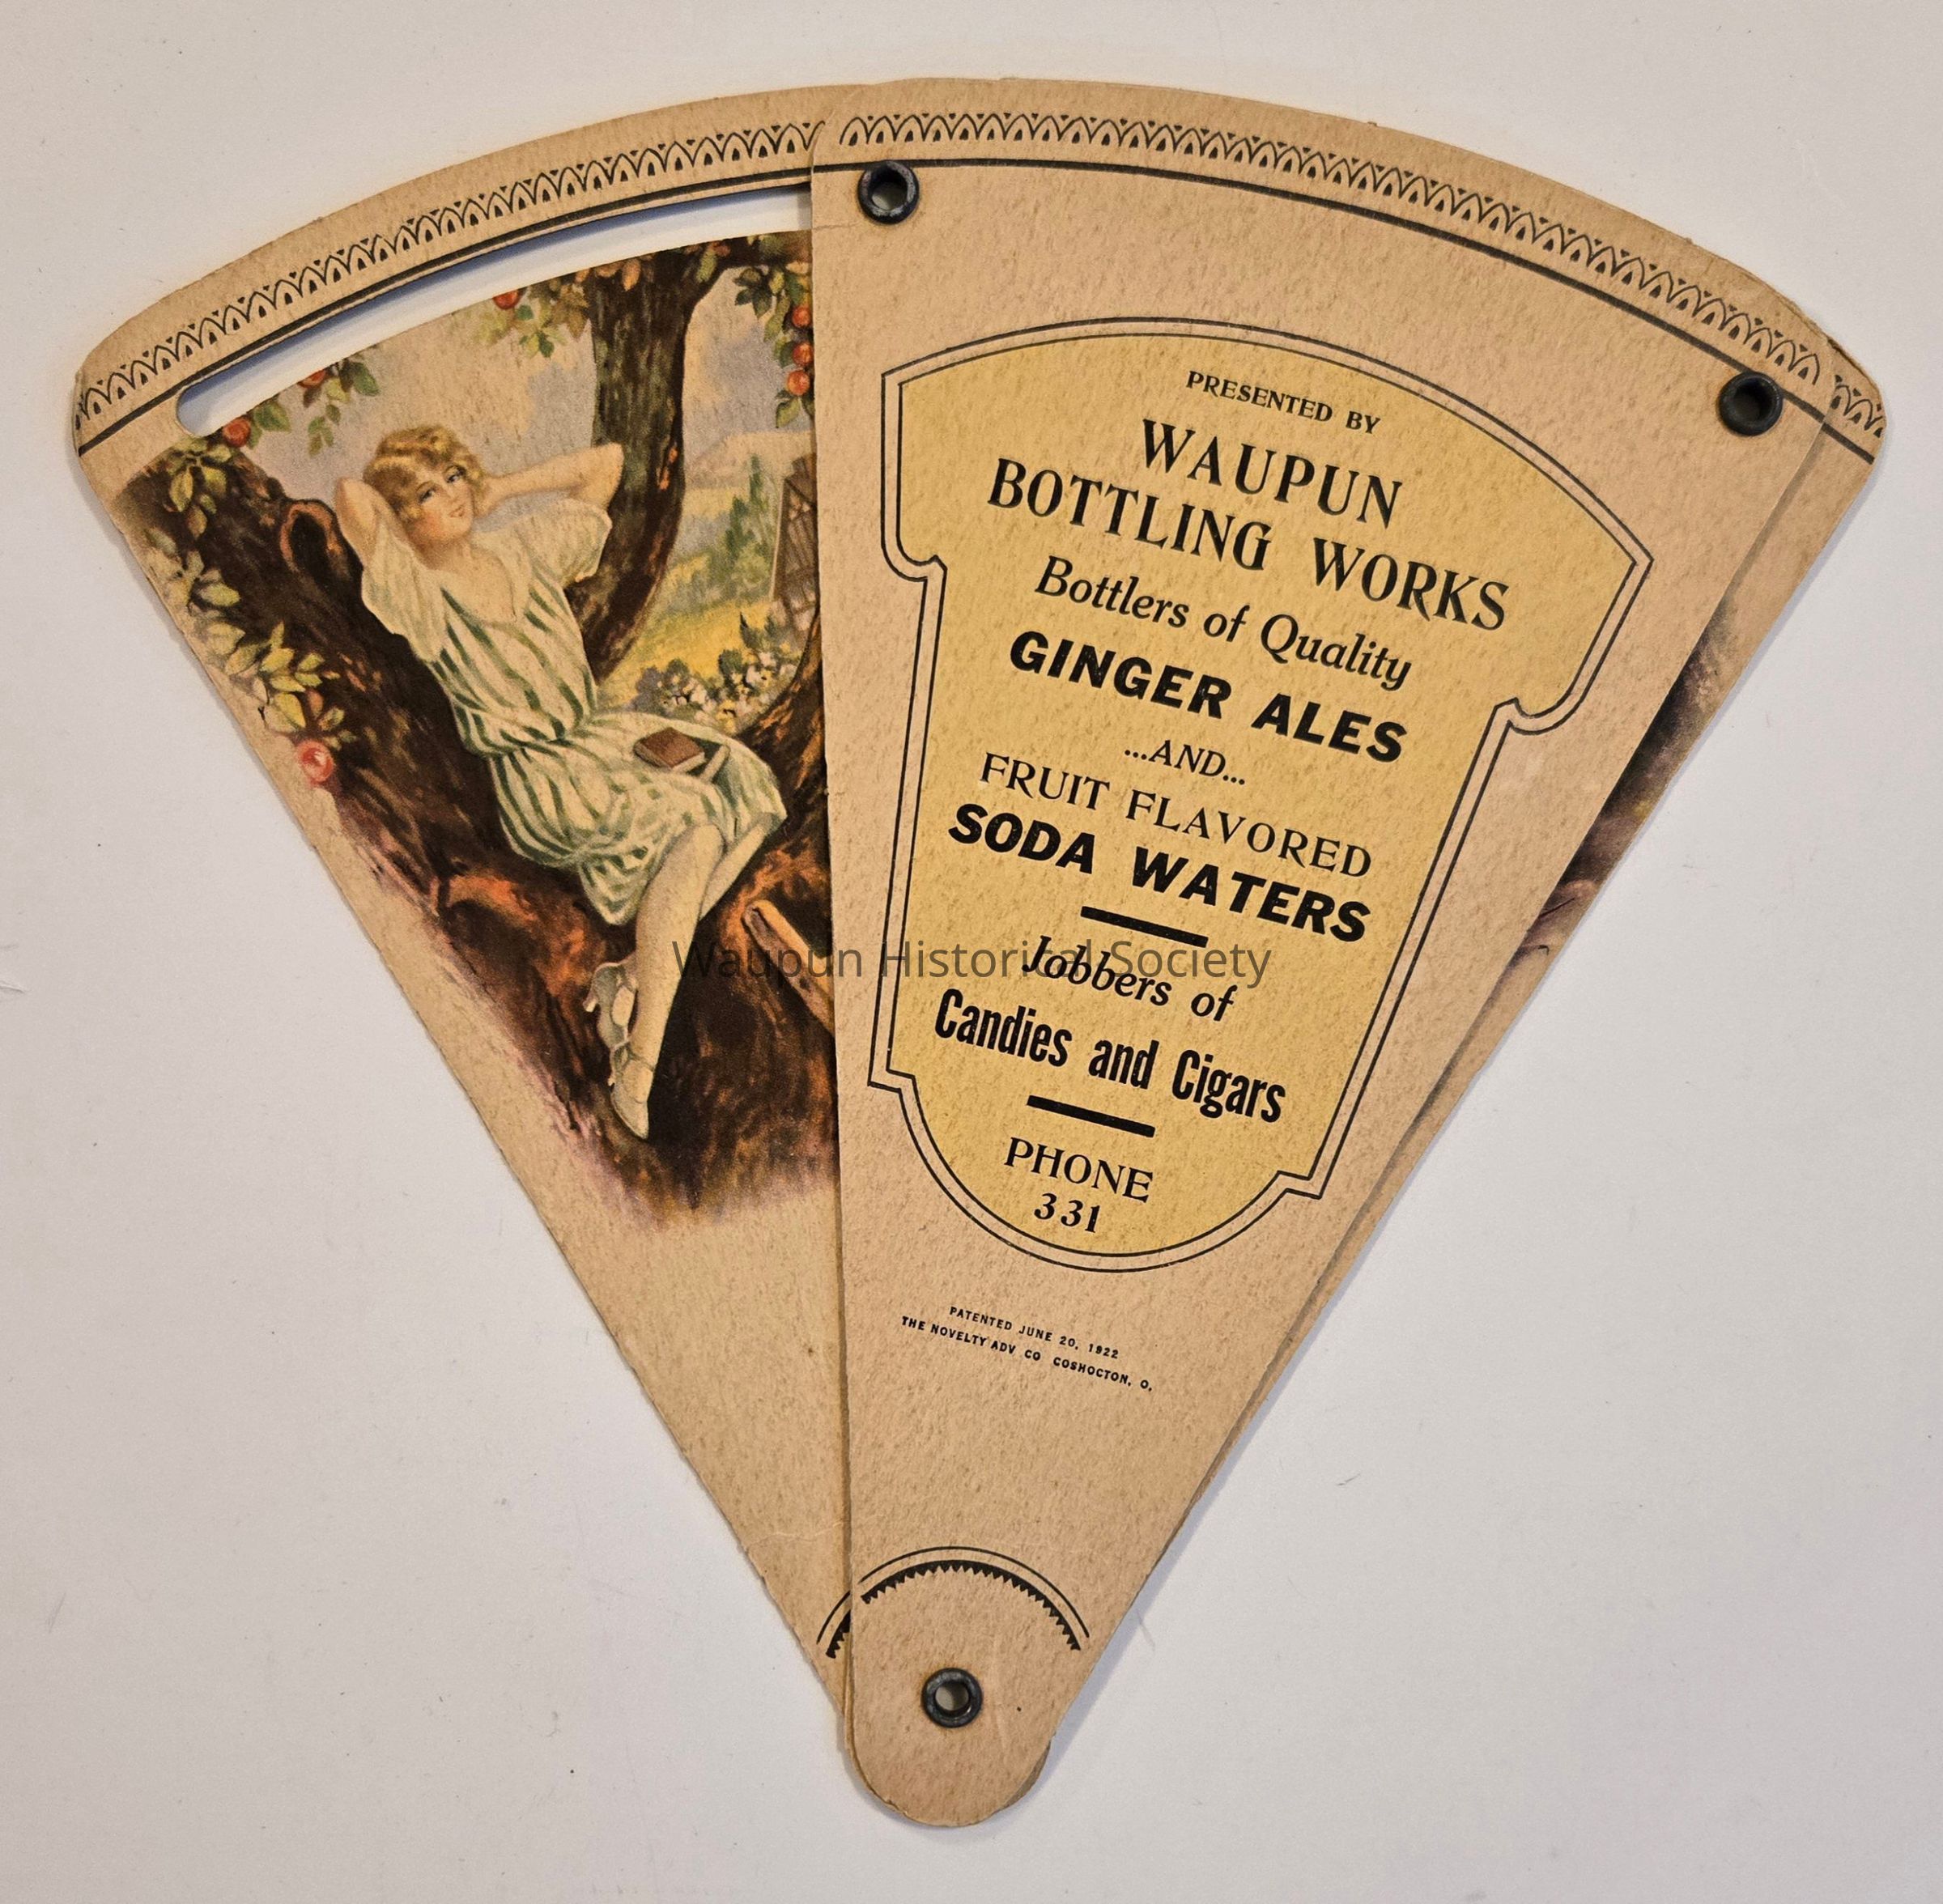 PRESENTED BY
WAUPUN
BOTTLING WORKS
Bottlers of Quality
GINGER ALES
...AND...
FRUIT FLAVORED
SODA WATERS
Waupun Historical Society
Jobbers of
Candies and Cigars
PHONE
331
PATENTED JUNE 20, 1922
THE NOVELTY ADV CO COSHOCTON, O.